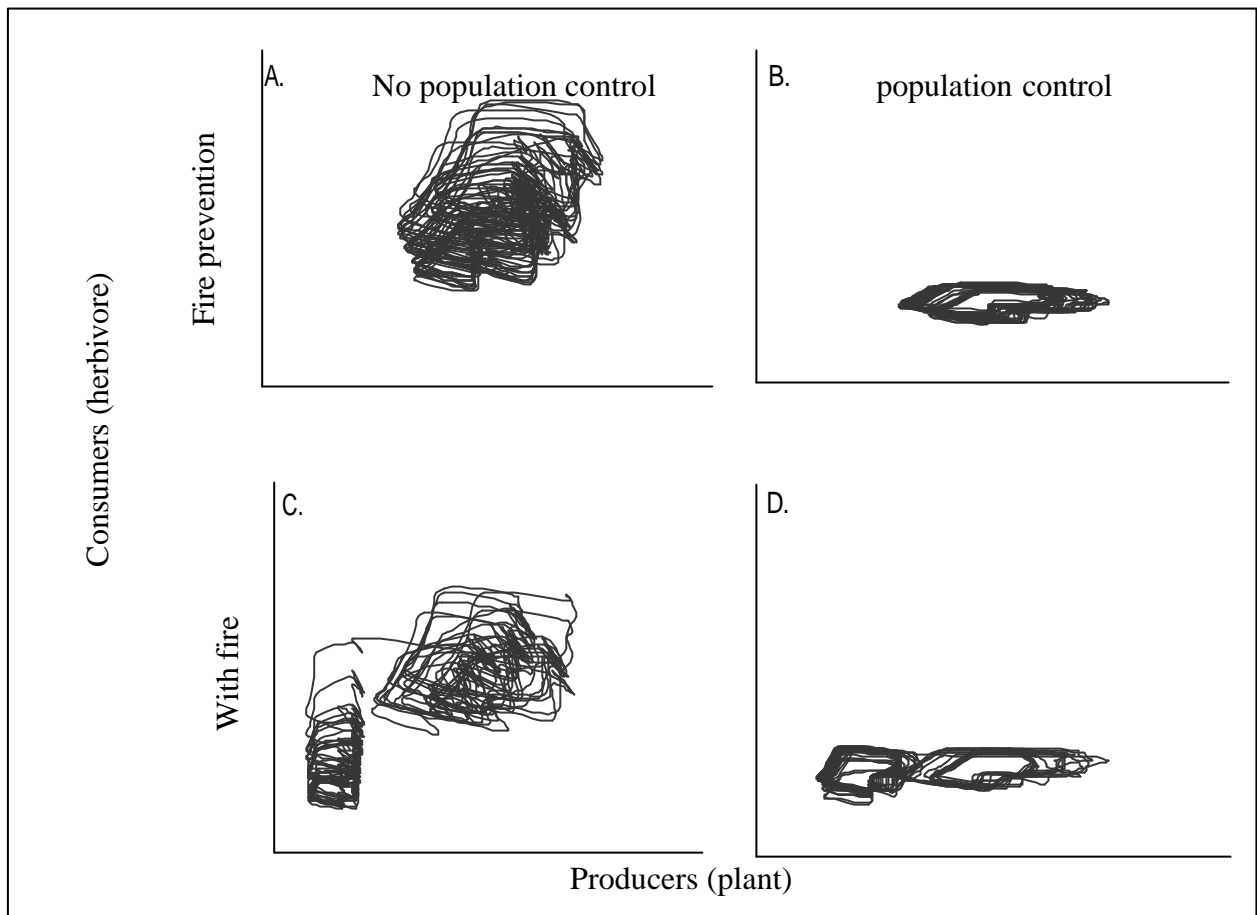 A.
No population control
B.
population control
Fire prevention
Consumers (herbivore)
C.
D.
With fire
Producers (plant)